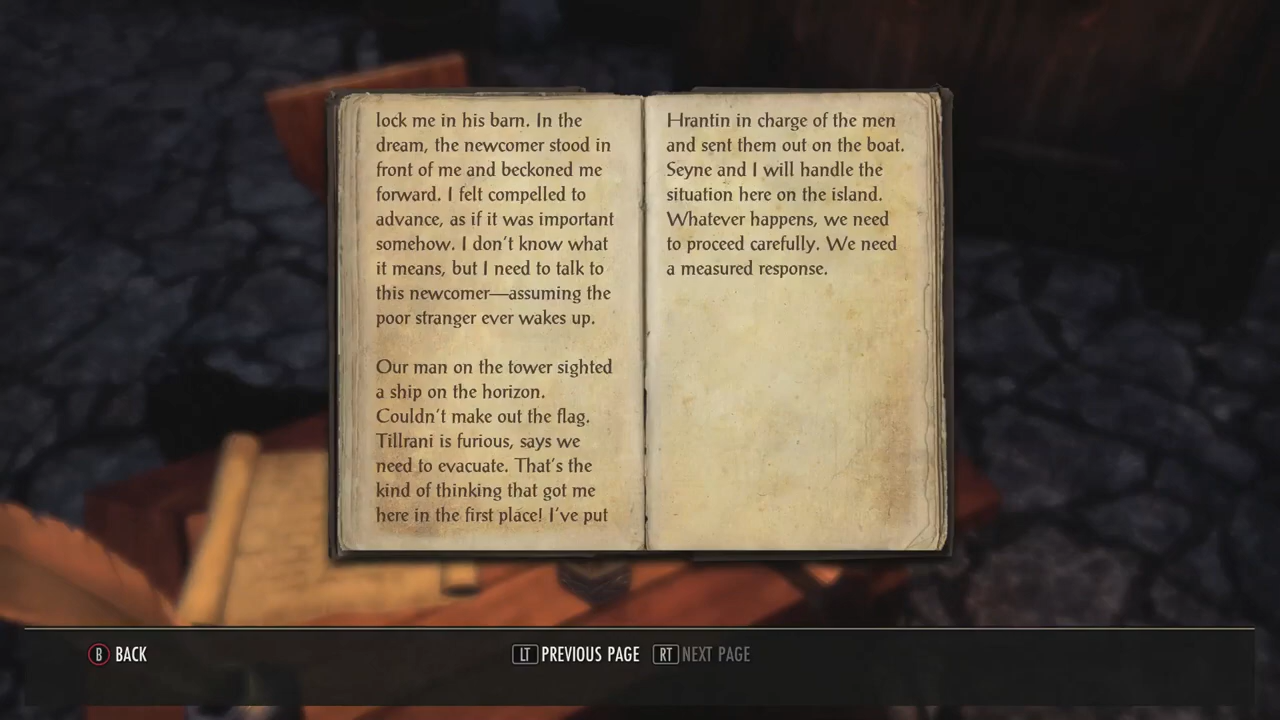 lock me in his barn. In the
dream, the newcomer stood in
front of me and beckoned me
forward. I felt compelled to
advance, as if it was important
somehow. I don't know what
it means, but I need to talk to
this newcomer—assuming the
poor stranger ever wakes up.
Our man on the tower sighted
a ship on the horizon.
Couldn't make out the flag.
Tillrani is furious, says we
need to evacuate. That's the
kind of thinking that got me
here in the first place! I've put
Hrantin in charge of the men
and sent them out on the boat.
Seyne and I will handle the
situation here on the island.
Whatever happens, we need
to proceed carefully. We need
a measured response.
B BACK
LT PREVIOUS PAGE RT NEXT PAGE